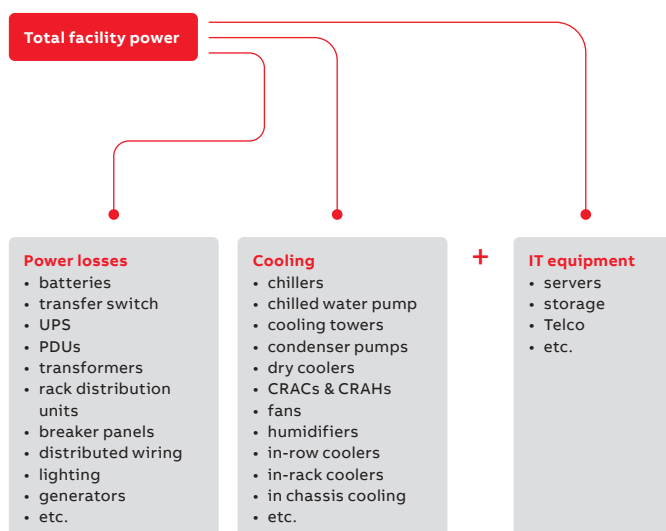 Total facility power
Power losses
• batteries
• transfer switch
• UPS
• PDUs
• transformers
• rack distribution
units
• breaker panels
• distributed wiring
• lighting
• generators
• etc.
Cooling
• chillers
• chilled water pump
• cooling towers
• condenser pumps
• dry coolers
• CRACs & CRAHs
• fans
• humidifiers
• in-row coolers
• in-rack coolers
• in chassis cooling
• etc.
+
IT equipment
• servers
• storage
• Telco
• etc.